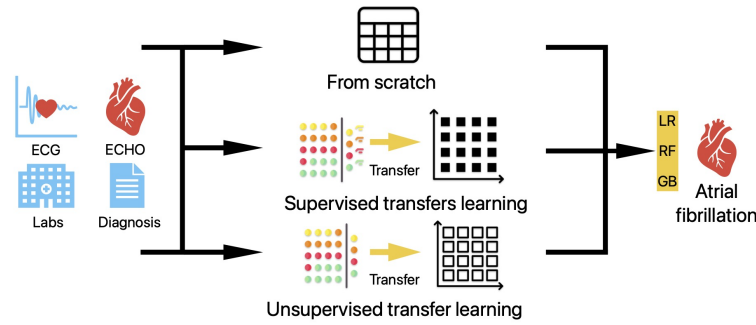 ECG
ECHO
Labs
Diagnosis
From scratch
Transfer
Supervised transfers learning
Transfer
Unsupervised transfer learning
LR
RF
GB
Atrial
fibrillation